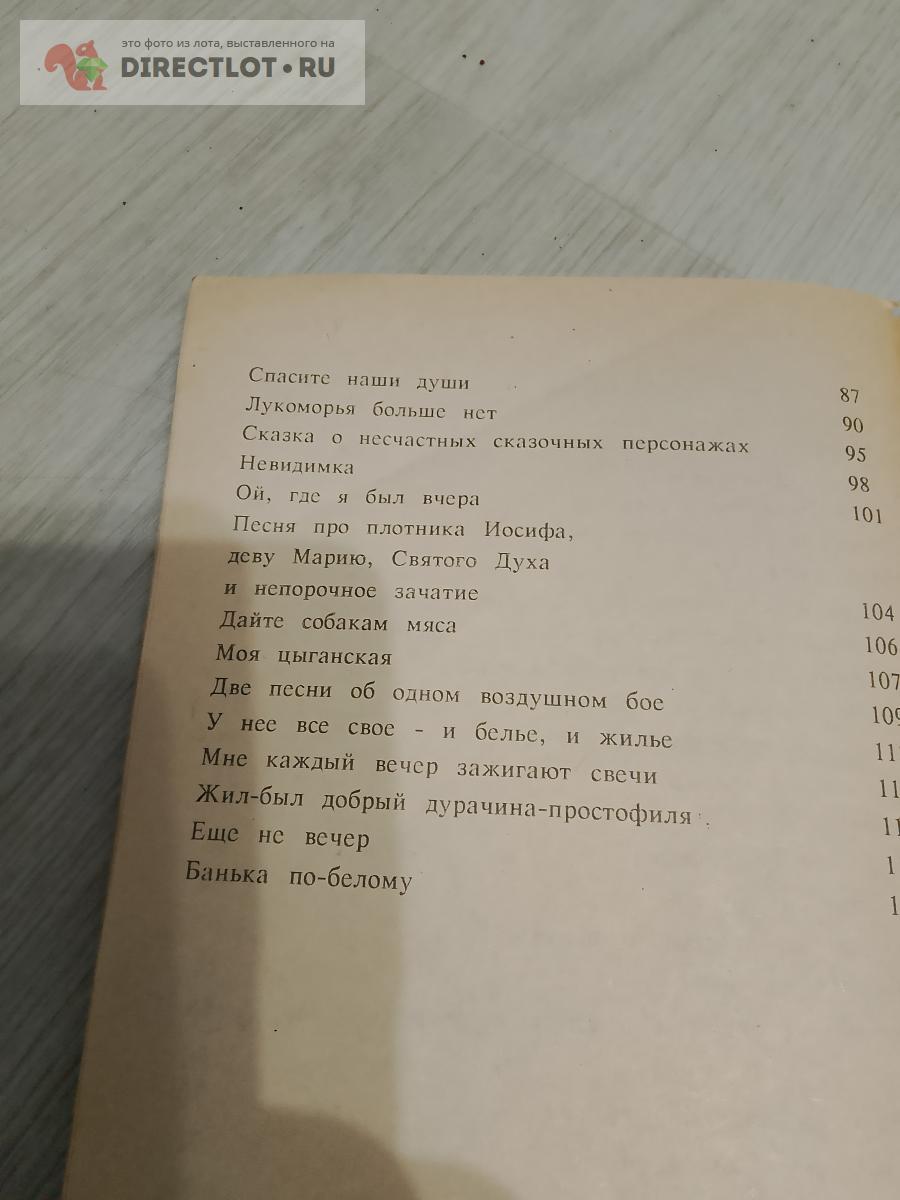 это фото из лота, выставленного на
DIRECTLOT•RU
Спасите наши души 87
Лукоморья больше нет 90
Сказка о несчастных сказочных персонажах 95
Невидимка 98
Ой, где я был вчера 101
Песня про плотника Иосифа,
деву Марию, Святого Духа
и непорочное зачатие 104
Дайте собакам мяса 106
Моя цыганская 107
Две песни об одном воздушном бое 109
У нее все свое - и белье, и жилье
Мне каждый вечер зажигают свечи
Жил-был добрый дурачина-простофиля
Еще не вечер
Банька по-белому